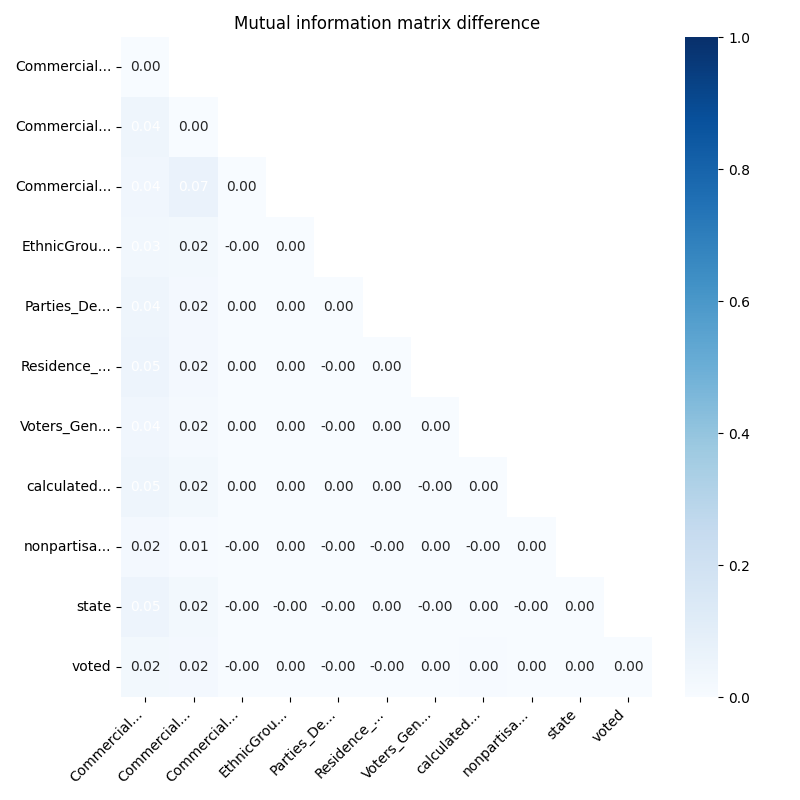 Mutual information matrix difference
Commercial... 0.00
Commercial... 0.04 0.00
Commercial... 0.04 0.07 0.00
EthnicGrou... 0.03 0.02 -0.00 0.00
Parties_De... 0.04 0.02 0.00 0.00 0.00
Residence_... 0.05 0.02 0.00 0.00 -0.00 0.00
Voters_Gen... 0.04 0.02 0.00 0.00 -0.00 0.00 0.00
calculated... 0.05 0.02 0.00 0.00 0.00 0.00 -0.00 0.00
nonpartisa... 0.02 0.01 -0.00 0.00 -0.00 -0.00 0.00 -0.00 0.00
state 0.05 0.02 -0.00 -0.00 -0.00 0.00 -0.00 0.00 -0.00 0.00
voted 0.02 0.02 -0.00 0.00 -0.00 -0.00 0.00 0.00 0.00 0.00 0.00
Commercial... Commercial... Commercial... EthnicGrou... Parties_De... Residence_... Voters_Gen... calculated... nonpartisa... state voted
1.0
0.8
0.6
0.4
0.2
0.0